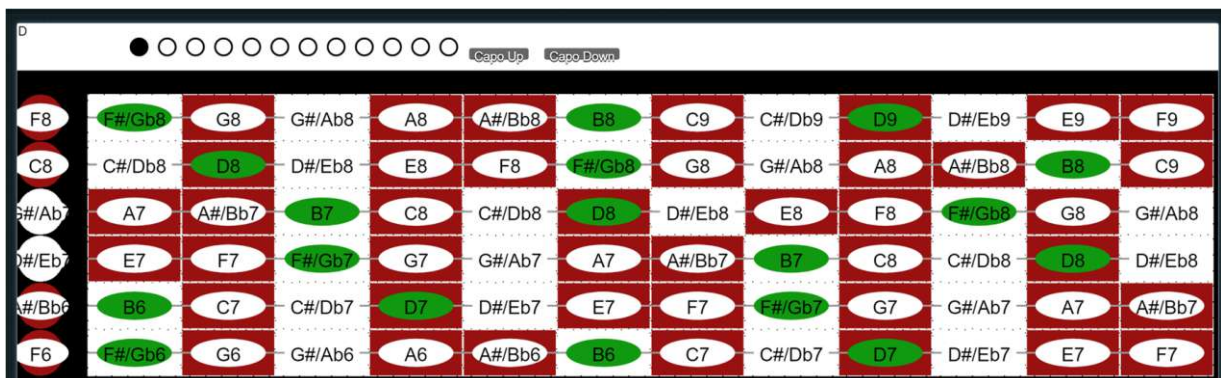 D
Capo Up Capo Down
F8 F#/Gb8 G8 G#/Ab8 A8 A#/Bb8 B8 C9 C#/Db9 D9 D#/Eb9 E9 F9
C8 C#/Db8 D8 D#/Eb8 E8 F8 F#/Gb8 G8 G#/Ab8 A8 A#/Bb8 B8 C9
G#/Ab7 A7 A#/Bb7 B7 C8 C#/Db8 D8 D#/Eb8 E8 F8 F#/Gb8 G8 G#/Ab8
D#/Eb7 E7 F7 F#/Gb7 G7 G#/Ab7 A7 A#/Bb7 B7 C8 C#/Db8 D8 D#/Eb8
A#/Bb6 B6 C7 C#/Db7 D7 D#/Eb7 E7 F7 F#/Gb7 G7 G#/Ab7 A7 A#/Bb7
F6 F#/Gb6 G6 G#/Ab6 A6 A#/Bb6 B6 C7 C#/Db7 D7 D#/Eb7 E7 F7